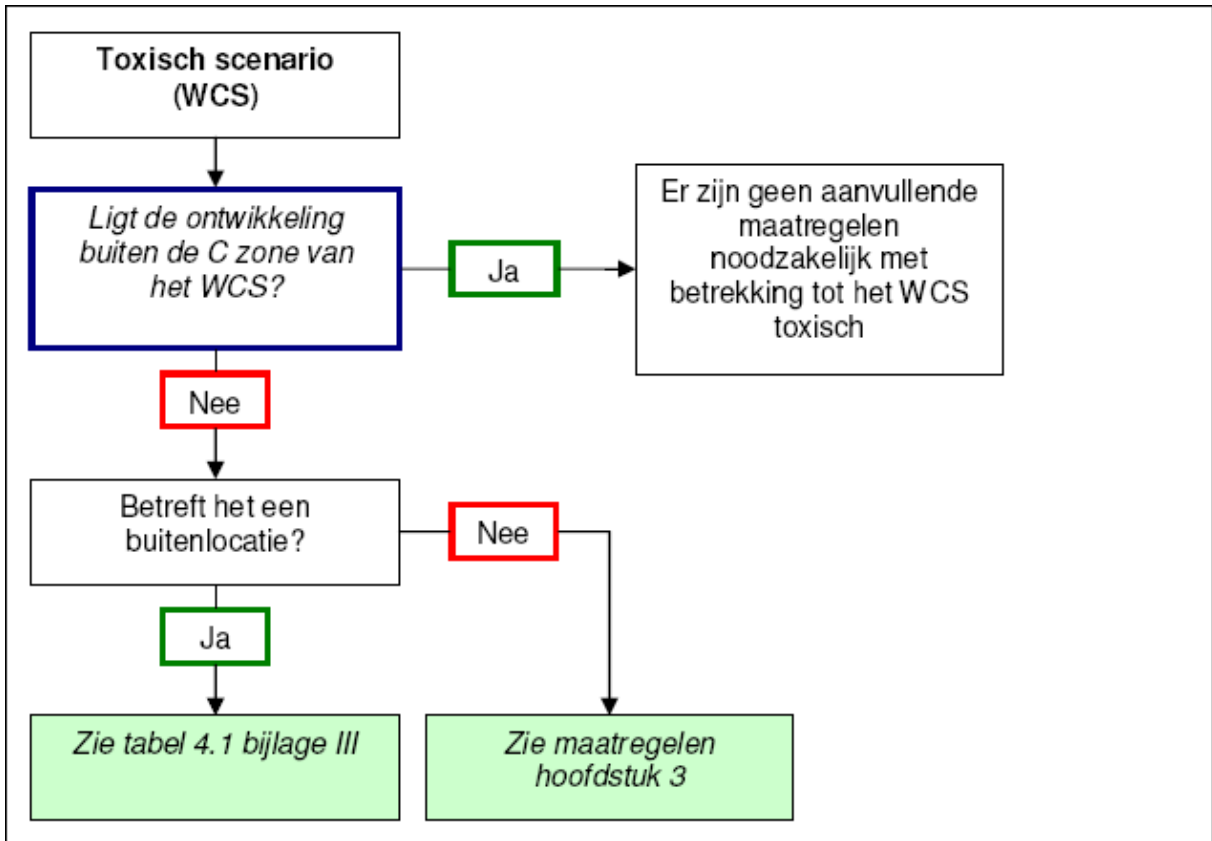 Toxisch scenario
(WCS)
Ligt de ontwikkeling
buiten de C zone van
het WCS?
Ja
Er zijn geen aanvullende
maatregelen
noodzakelijk met
betrekking tot het WCS
toxisch
Nee
Betreft het een
buitenlocatie?
Nee
Ja
Zie tabel 4.1 bijlage III
Zie maatregelen
hoofdstuk 3